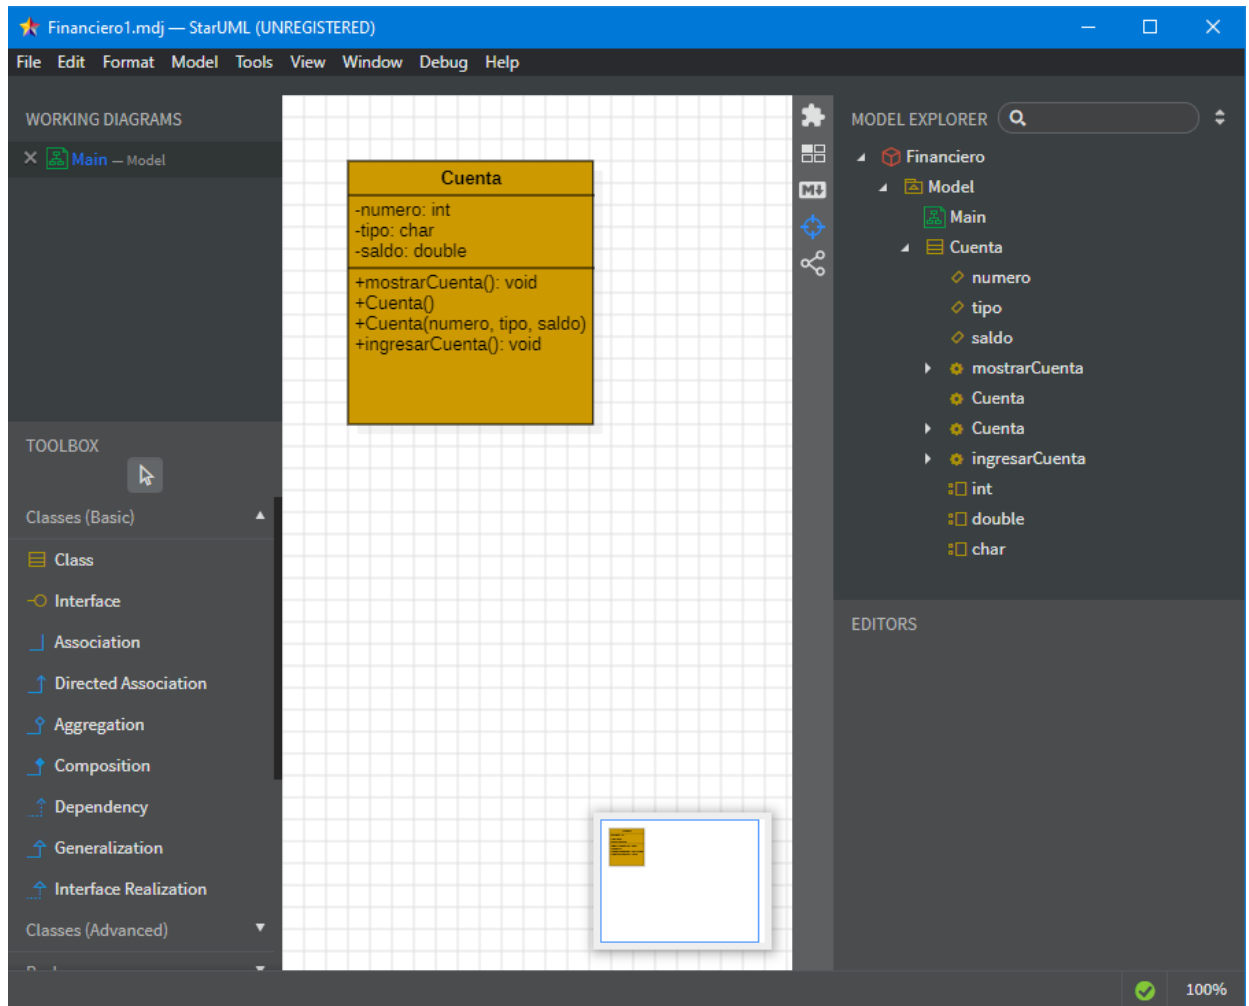 Financiero1.mdj — StarUML (UNREGISTERED)
File Edit Format Model Tools View Window Debug Help
WORKING DIAGRAMS
Main — Model
TOOLBOX
Classes (Basic)
Class
Interface
Association
Directed Association
Aggregation
Composition
Dependency
Generalization
Interface Realization
Classes (Advanced)
Cuenta
-numero: int
-tipo: char
-saldo: double
+mostrarCuenta(): void
+Cuenta()
+Cuenta(numero, tipo, saldo)
+ingresarCuenta(): void
M
MODEL EXPLORER
Financiero
Model
Main
Cuenta
numero
tipo
saldo
mostrarCuenta
Cuenta
Cuenta
ingresarCuenta
int
double
char
EDITORS
100%